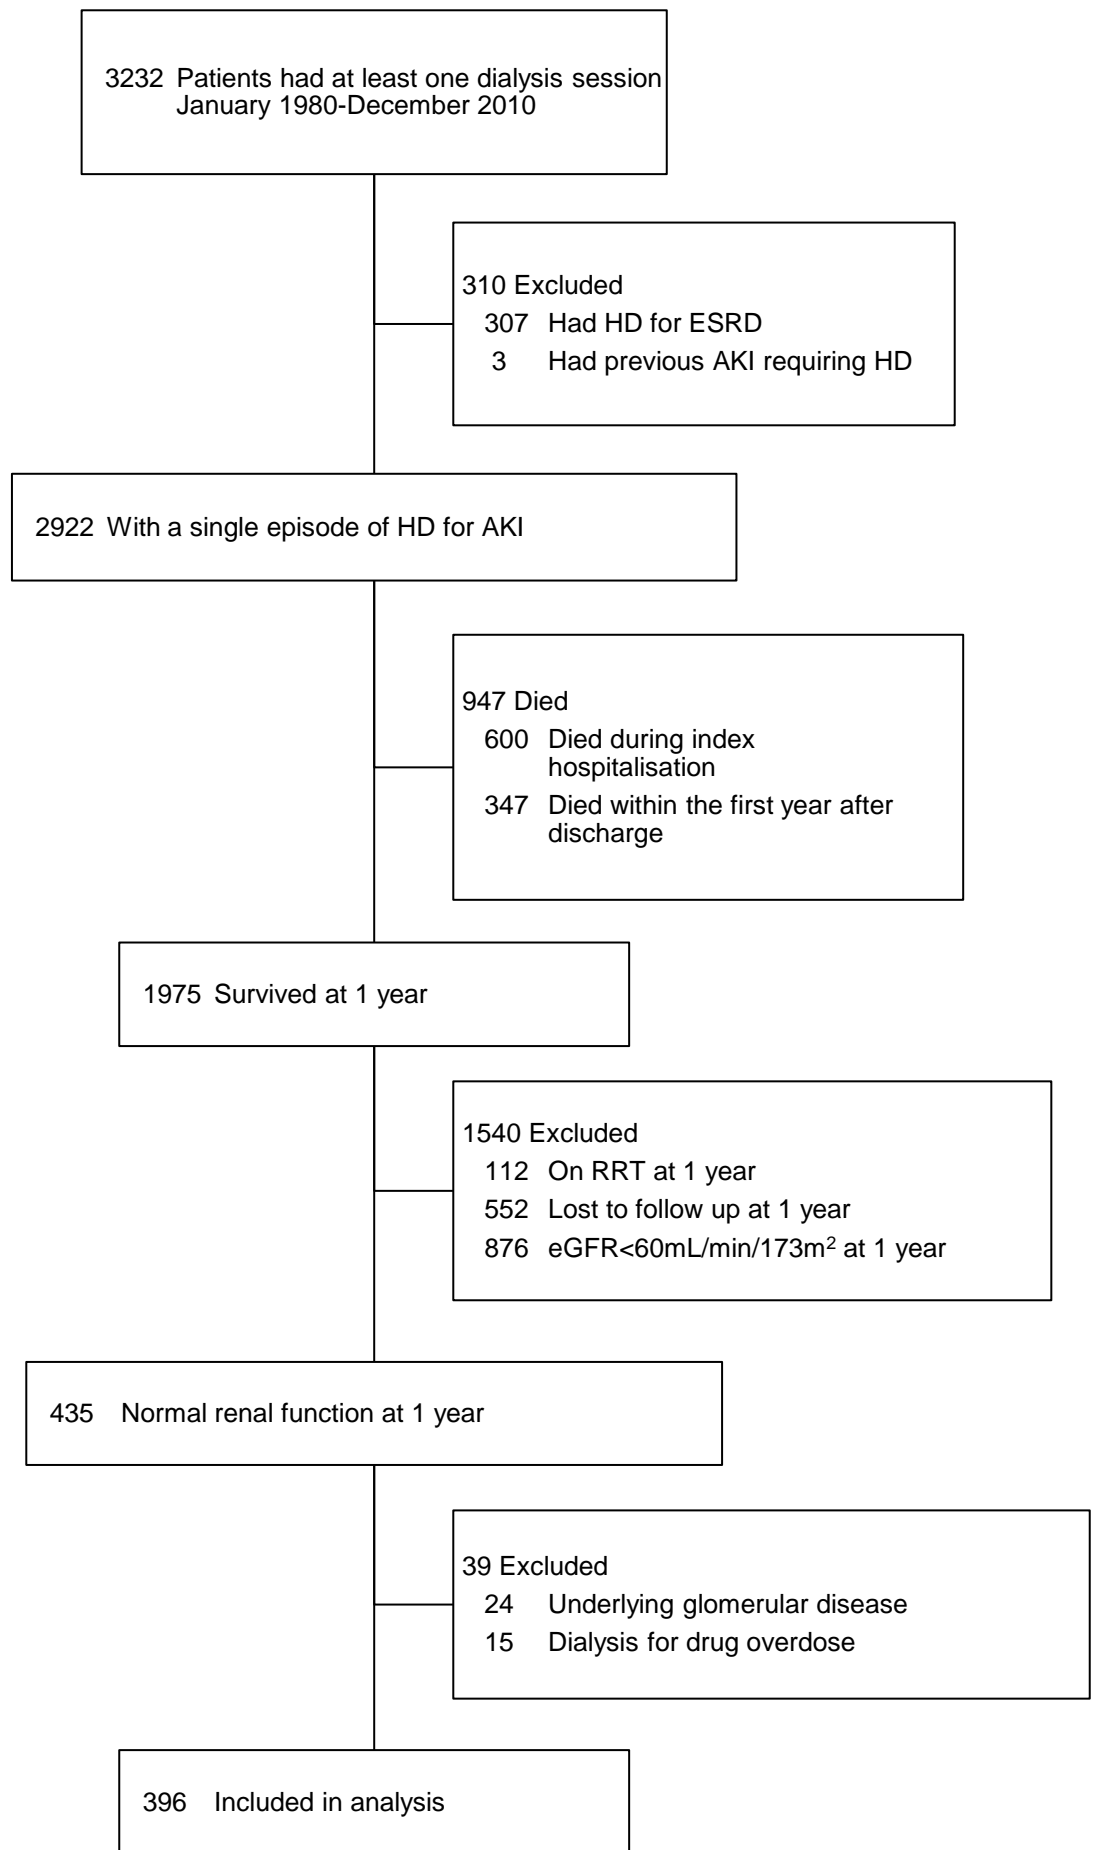 3232 Patients had at least one dialysis session
January 1980-December 2010
310 Excluded
307 Had HD for ESRD
3 Had previous AKI requiring HD
2922 With a single episode of HD for AKI
947 Died
600 Died during index
hospitalisation
347 Died within the first year after
discharge
1975 Survived at 1 year
1540 Excluded
112 On RRT at 1 year
552 Lost to follow up at 1 year
876 eGFR<60mL/min/173m² at 1 year
435 Normal renal function at 1 year
39 Excluded
24 Underlying glomerular disease
15 Dialysis for drug overdose
396 Included in analysis